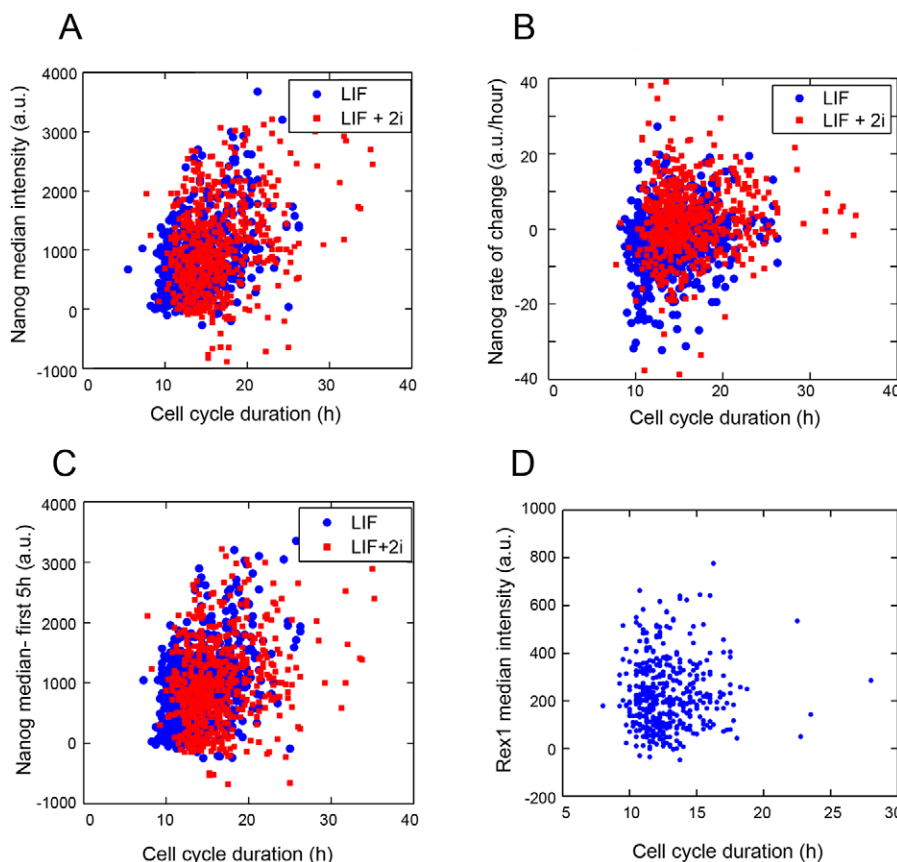 A
Nanog median intensity (a.u.)
4000
3000
2000
1000
0
-1000
0 10 20 30 40
Cell cycle duration (h)
LIF
LIF + 2i
B
Nanog rate of change (a.u./hour)
40
20
0
-20
-40
0 10 20 30 40
Cell cycle duration (h)
LIF
LIF + 2i
C
Nanog median- first 5h (a.u.)
4000
3000
2000
1000
0
-1000
0 10 20 30 40
Cell cycle duration (h)
LIF
LIF+2i
D
Rex1 median intensity (a.u.)
1000
800
600
400
200
0
-200
5 10 15 20 25 30
Cell cycle duration (h)